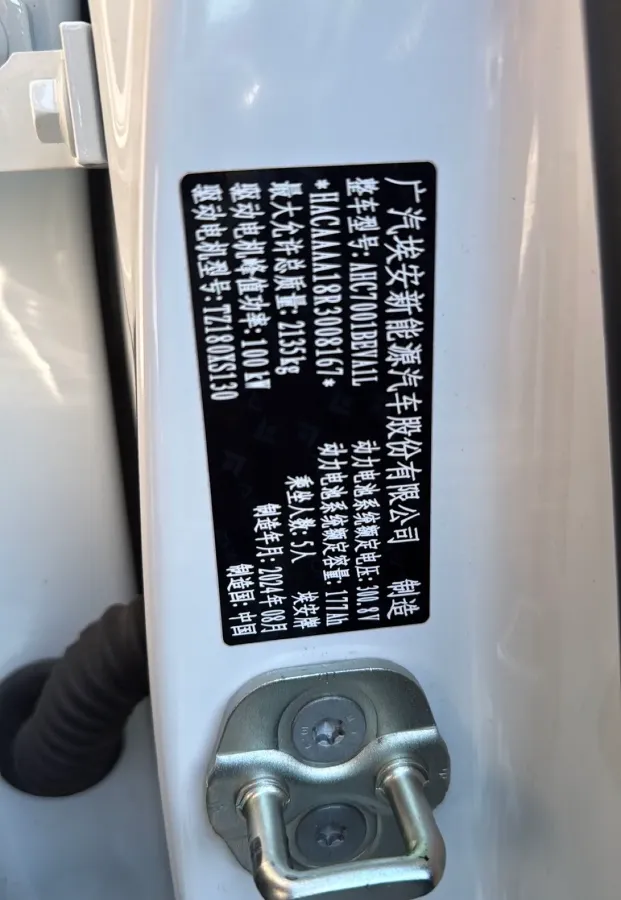 广汽埃安新能源汽车股份有限公司 制造
整车型号: AHC7001BEVA1L 动力电池系统额定电压: 300.8V
*HACAAAA18R3008167* 动力电池系统额定容量: 177Ah
最大允许总质量: 2135kg 乘坐人数: 5人 埃安牌
驱动电机峰值功率: 100kW 制造年月: 2024年08月
驱动电机型号: TZ180XS130 制造国: 中国